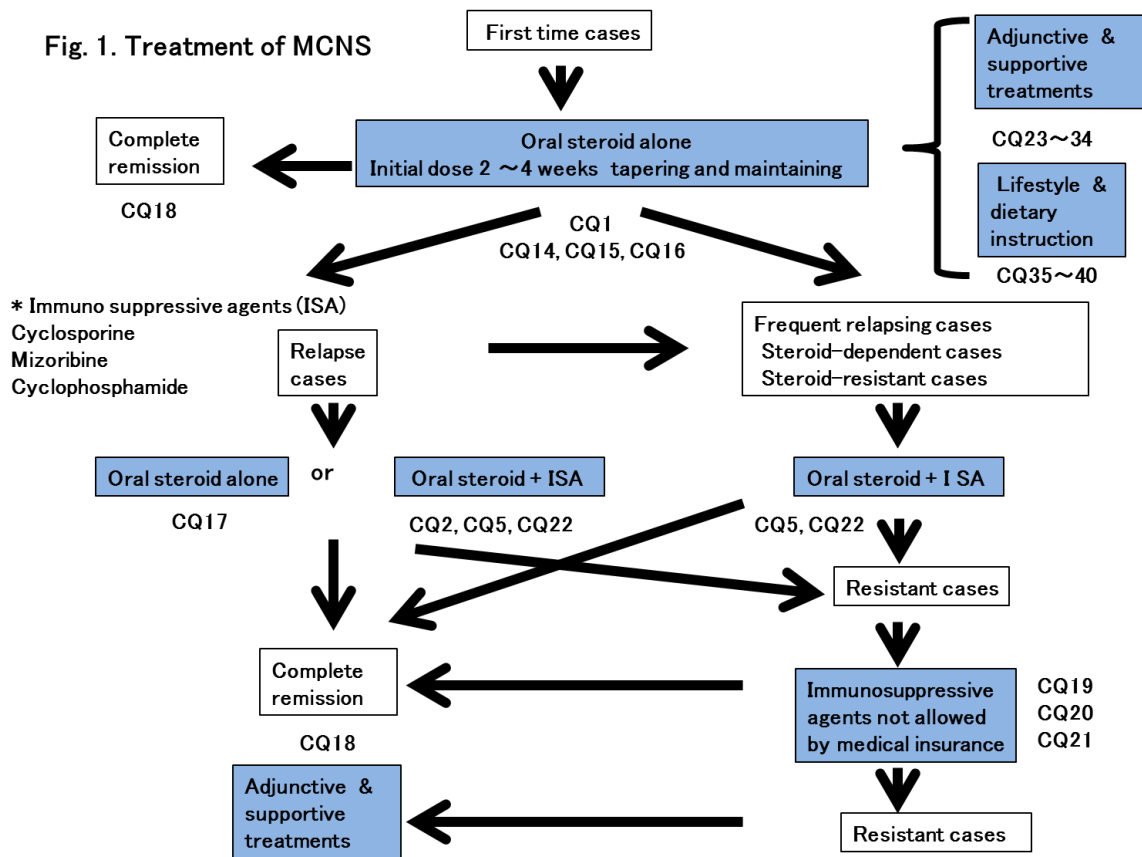 Fig. 1. Treatment of MCNS
First time cases
Adjunctive &
supportive
treatments
CQ23～34
Complete
remission
CQ18
Oral steroid alone
Initial dose 2 ～4 weeks tapering and maintaining
Lifestyle &
dietary
instruction
CQ35～40
CQ1
CQ14, CQ15, CQ16
* Immuno suppressive agents (ISA)
Cyclosporine
Mizoribine
Cyclophosphamide
Relapse
cases
Frequent relapsing cases
Steroid-dependent cases
Steroid-resistant cases
Oral steroid alone
or
Oral steroid + ISA
Oral steroid + I SA
CQ17
CQ2, CQ5, CQ22
CQ5, CQ22
Resistant cases
Complete
remission
CQ18
Immunosuppressive
agents not allowed
by medical insurance
CQ19
CQ20
CQ21
Adjunctive &
supportive
treatments
Resistant cases